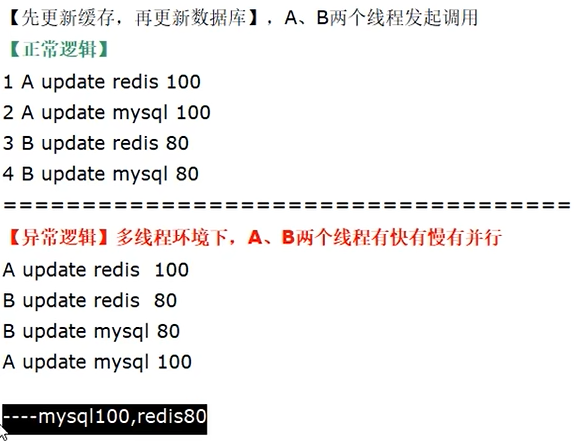 【先更新缓存，再更新数据库】，A、B两个线程发起调用
【正常逻辑】
1 A update redis 100
2 A update mysql 100
3 B update redis 80
4 B update mysql 80
====================================
【异常逻辑】多线程环境下，A、B两个线程有快有慢有并行
A update redis  100
B update redis  80
B update mysql 80
A update mysql 100
----mysql100,redis80